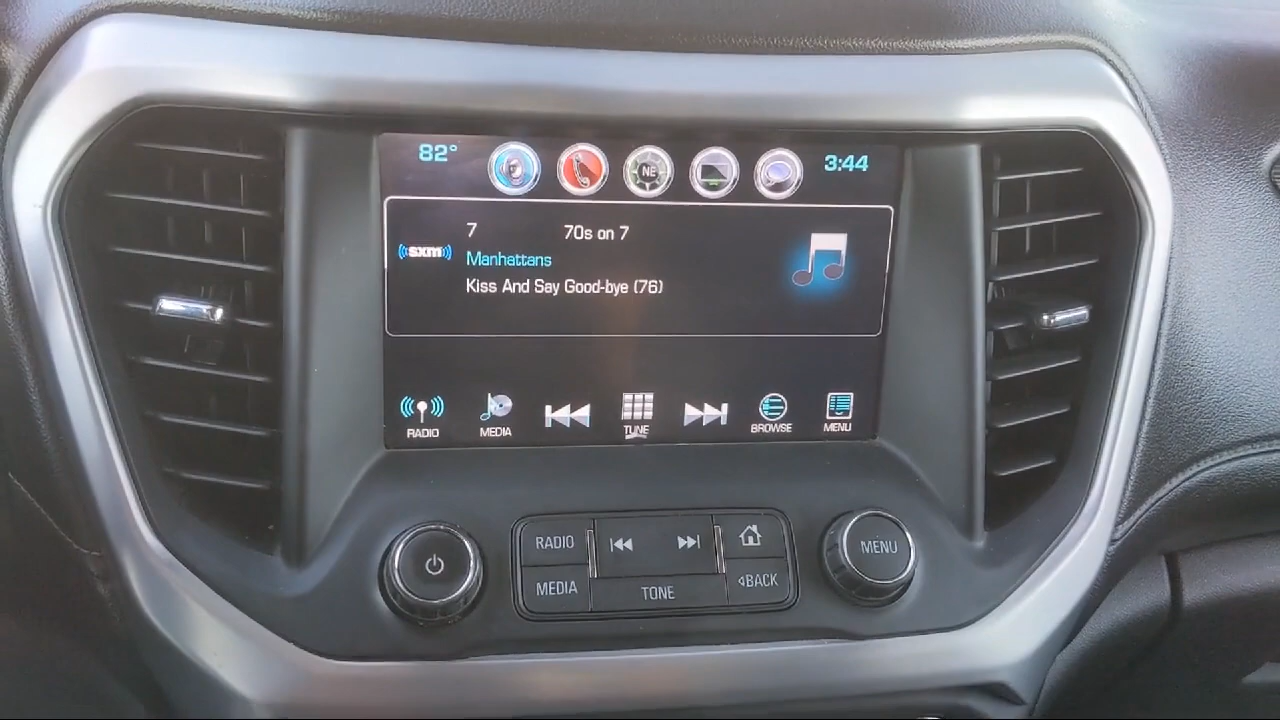 82°
NE
3:44
7 70s on 7
((sxm))
Manhattans
Kiss And Say Good-bye (76)
RADIO
MEDIA
TUNE
BROWSE
MENU
RADIO
MEDIA
TONE
BACK
MENU